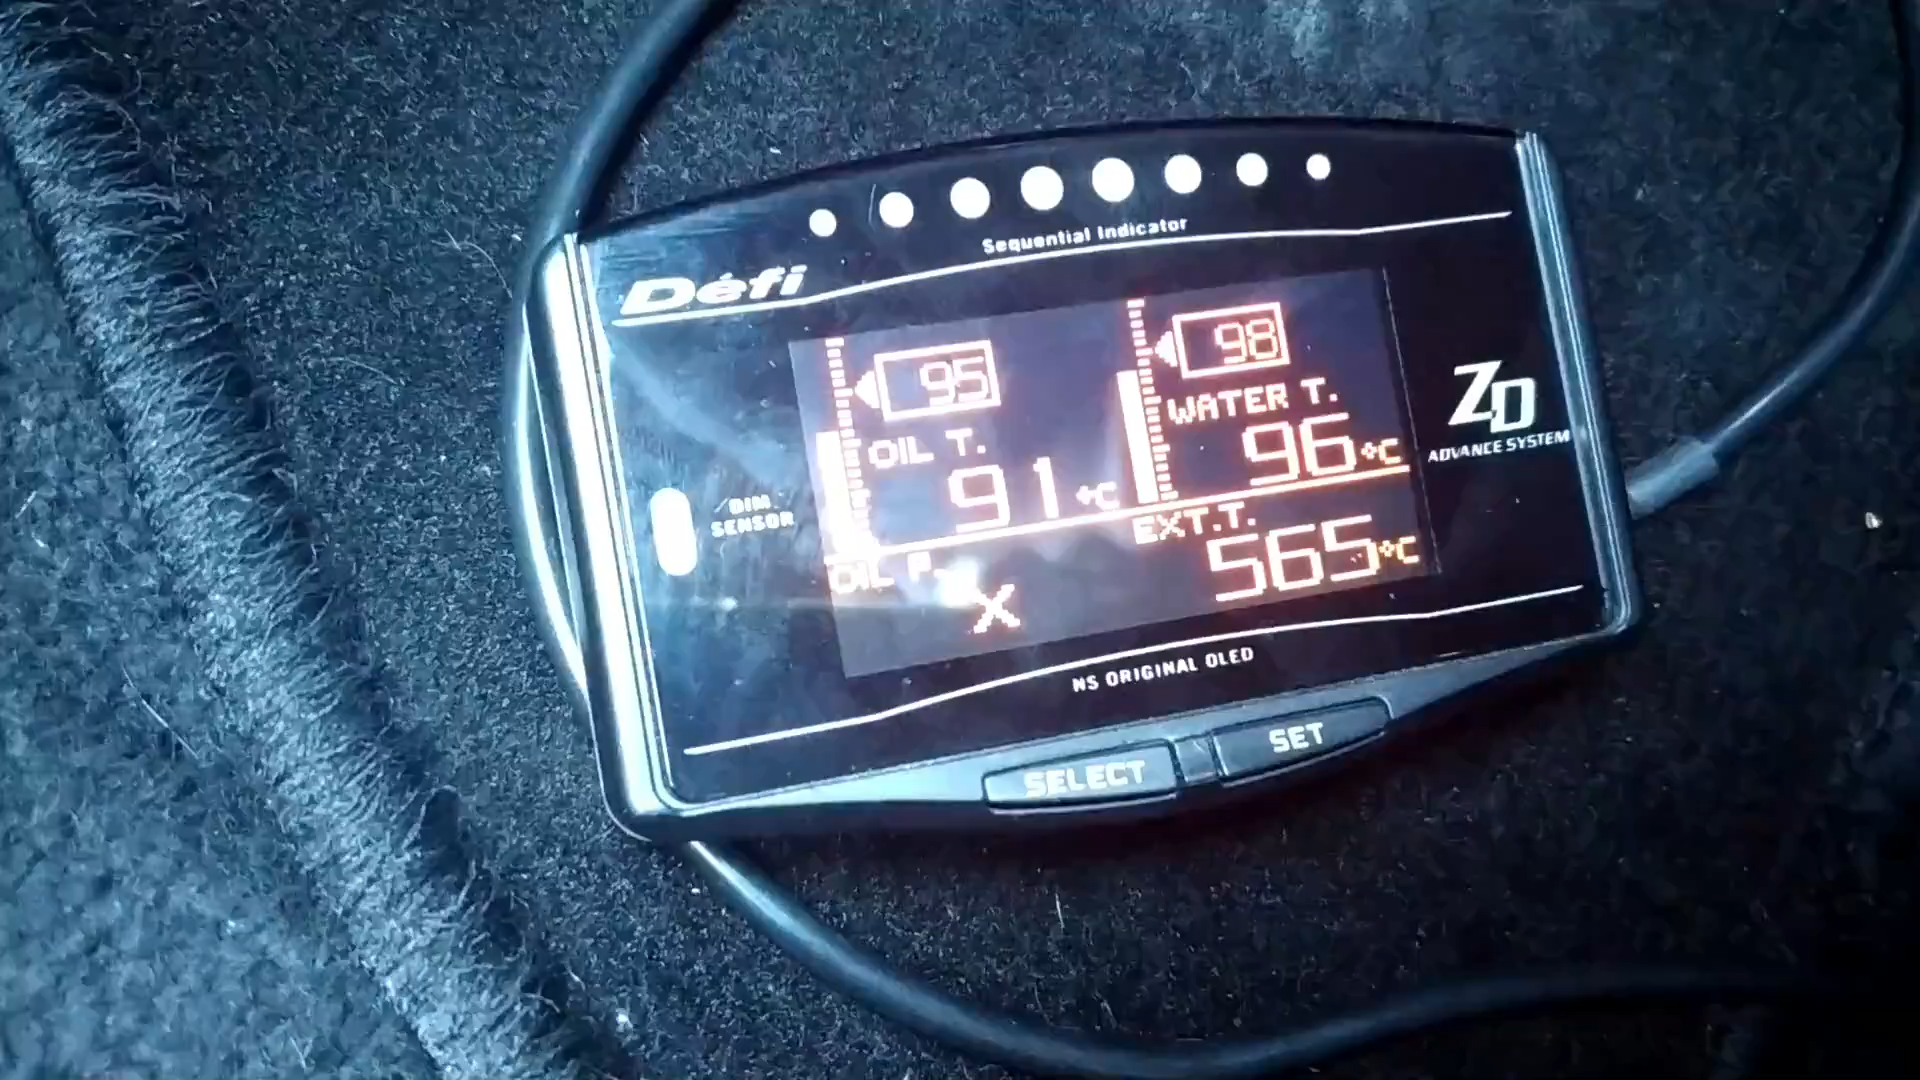 Sequential Indicator
Defi
95
98
OIL T.
WATER T.
91 °C
96 °C
DIM.
SENSOR
EXT.T.
565 °C
OIL P.
X
ZD
ADVANCE SYSTEM
NS ORIGINAL OLED
SELECT
SET